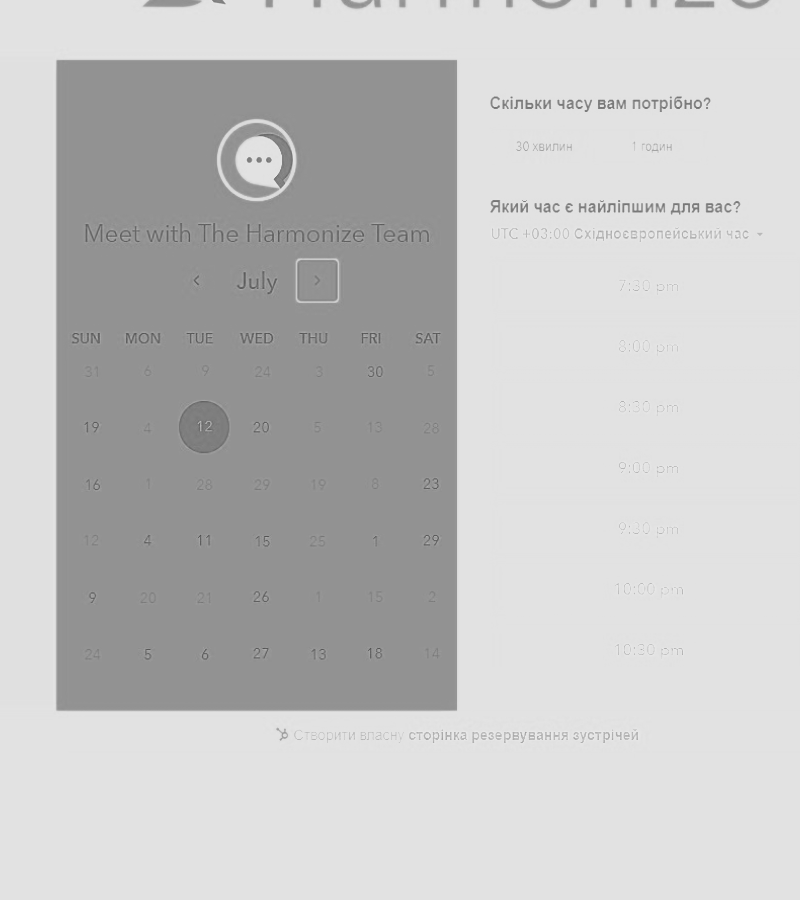 Harmonize
Meet with The Harmonize Team
July
SUN MON TUE WED THU FRI SAT
31 6 9 24 3 30 5
19 4 12 20 5 13 28
16 1 28 29 19 8 23
12 4 11 15 25 1 29
9 20 21 26 1 15 2
24 5 6 27 13 18 14
Скільки часу вам потрібно?
30 хвилин 1 годин
Який час є найліпшим для вас?
UTC +03:00 Східноєвропейський час
7:30 pm
8:00 pm
8:30 pm
9:00 pm
9:30 pm
10:00 pm
10:30 pm
Створити власну сторінка резервування зустрічей